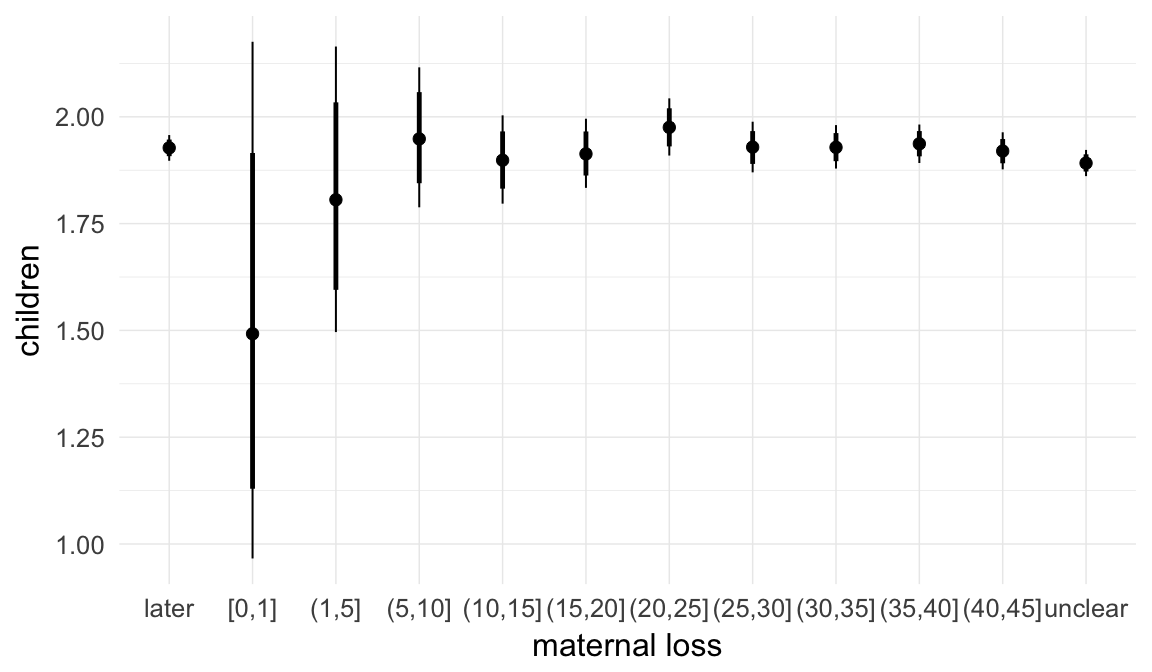 children
2.00
1.75
1.50
1.25
1.00
later [0,1] (1,5] (5,10] (10,15] (15,20] (20,25] (25,30] (30,35] (35,40] (40,45] unclear
maternal loss